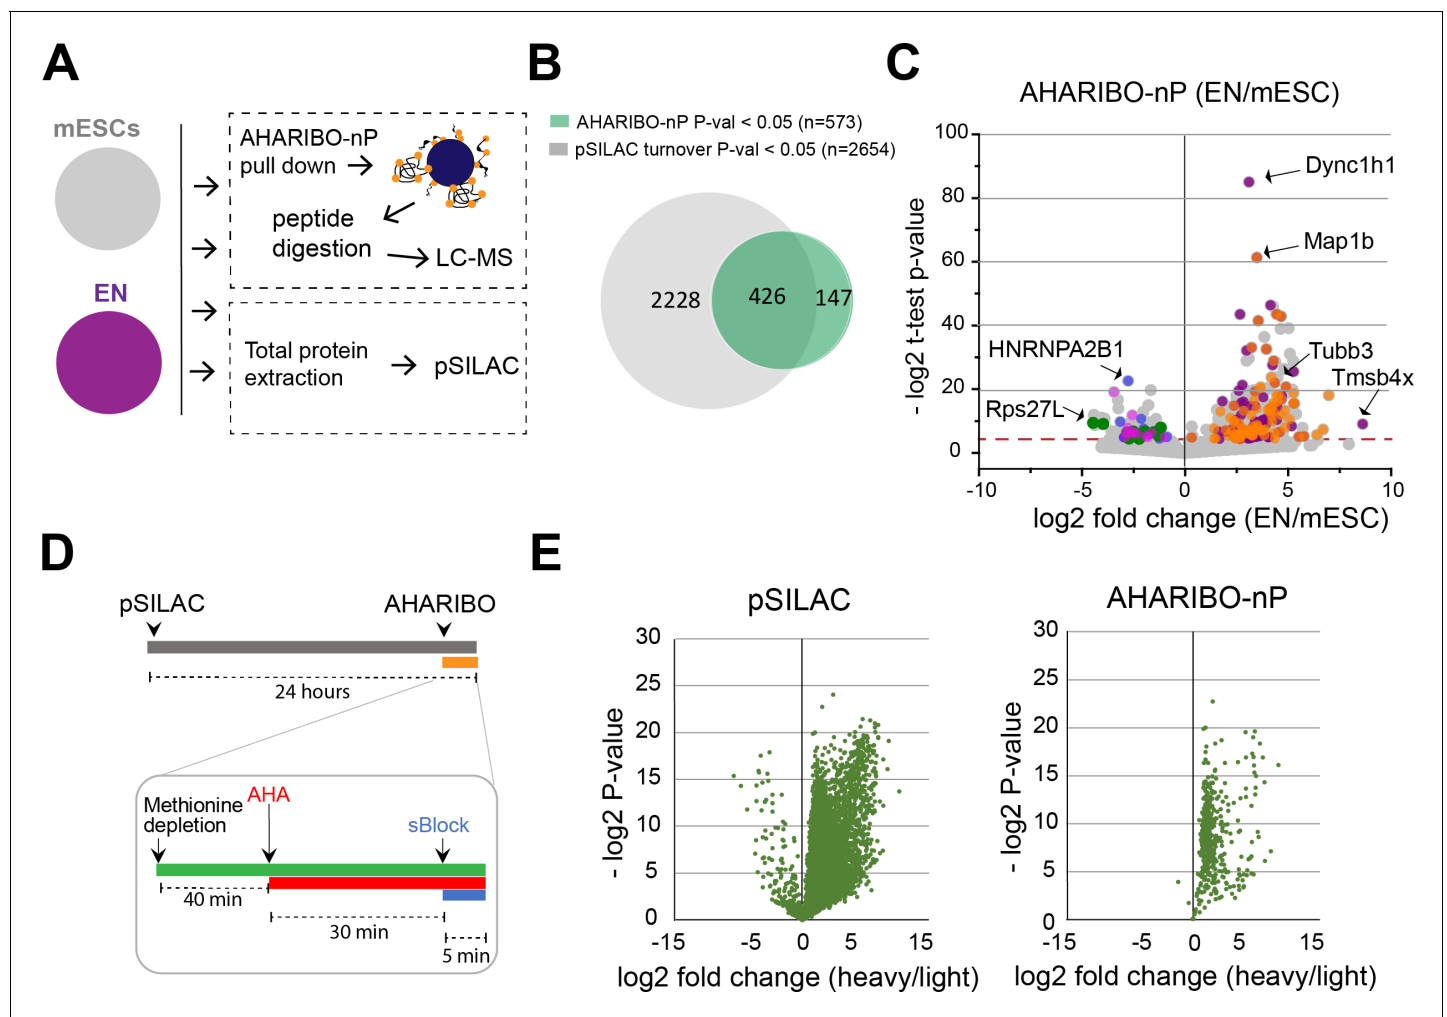 A
mESCs
EN
AHARIBO-nP
pull down
peptide
digestion
LC-MS
Total protein
extraction
pSILAC
B
AHARIBO-nP P-val < 0.05 (n=573)
pSILAC turnover P-val < 0.05 (n=2654)
2228
426
147
C
AHARIBO-nP (EN/mESC)
- log2 t-test p-value
100
80
60
40
20
0
-10
-5
0
5
10
log2 fold change (EN/mESC)
Dync1h1
Map1b
HNRNPA2B1
Tubb3
Tmsb4x
Rps27L
D
pSILAC
AHARIBO
24 hours
Methionine
depletion
AHA
sBlock
40 min
30 min
5 min
E
pSILAC
- log2 P-value
30
25
20
15
10
5
0
-15
-5
0
5
15
log2 fold change (heavy/light)
AHARIBO-nP
- log2 P-value
30
25
20
15
10
5
0
-15
-5
0
5
15
log2 fold change (heavy/light)